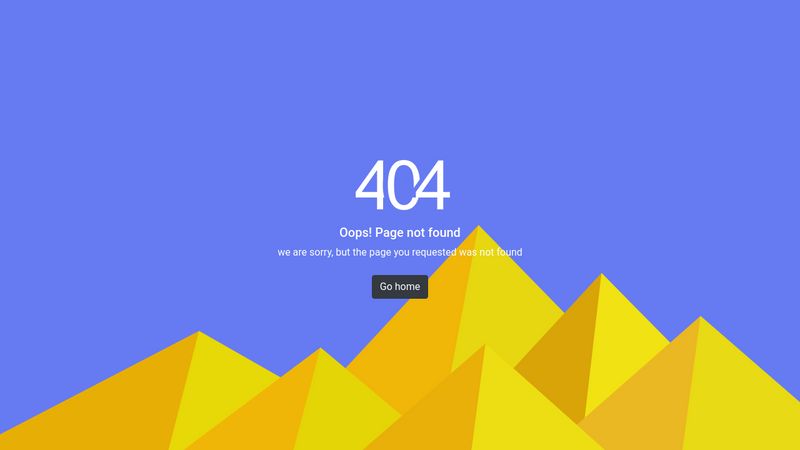 404
Oops! Page not found
we are sorry, but the page you requested was not found
Go home